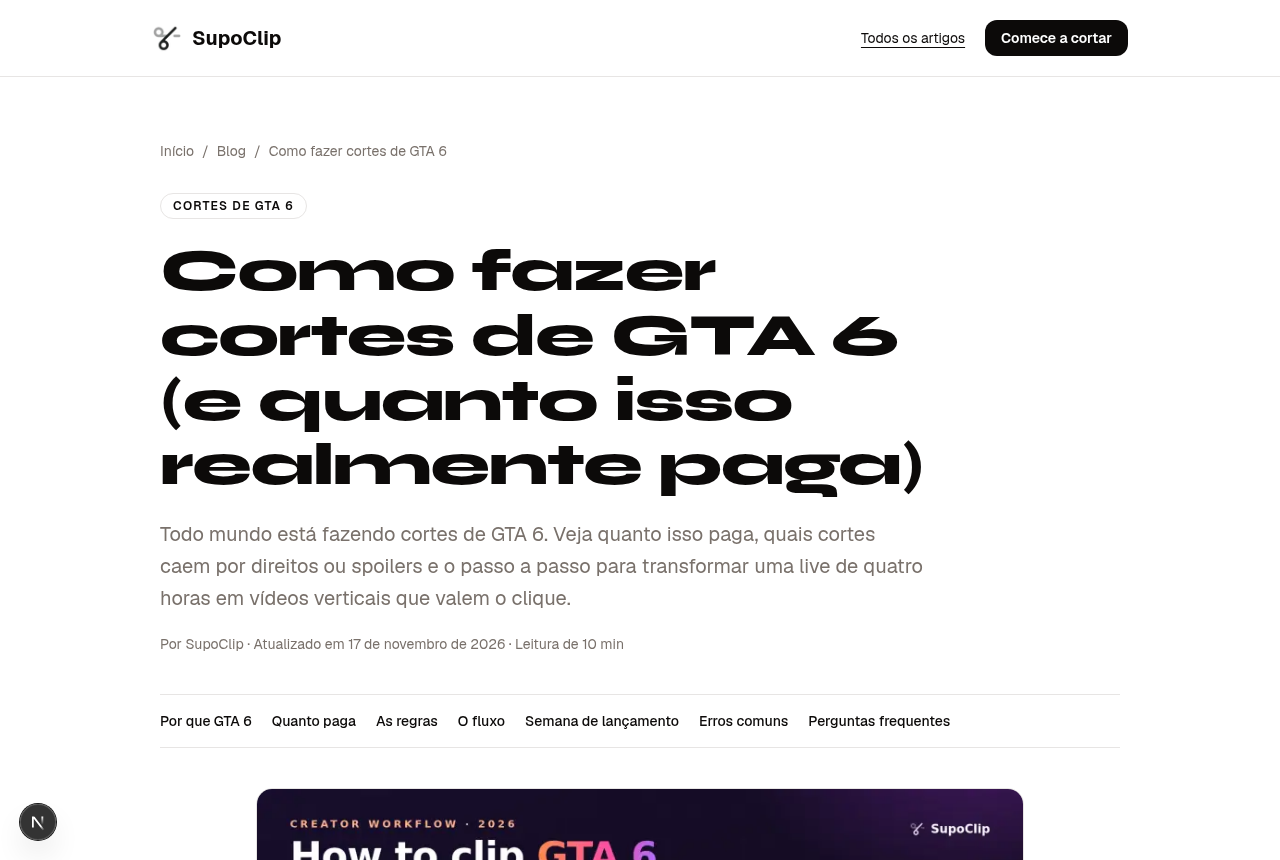 SupoClip
Todos os artigos
Comece a cortar
Início / Blog / Como fazer cortes de GTA 6
CORTES DE GTA 6
Como fazer
cortes de GTA 6
(e quanto isso
realmente paga)
Todo mundo está fazendo cortes de GTA 6. Veja quanto isso paga, quais cortes
caem por direitos ou spoilers e o passo a passo para transformar uma live de quatro
horas em vídeos verticais que valem o clique.
Por SupoClip · Atualizado em 17 de novembro de 2026 · Leitura de 10 min
Por que GTA 6 Quanto paga As regras O fluxo Semana de lançamento Erros comuns Perguntas frequentes
CREATOR WORKFLOW · 2026
SupoClip
How to clip GTA 6
N